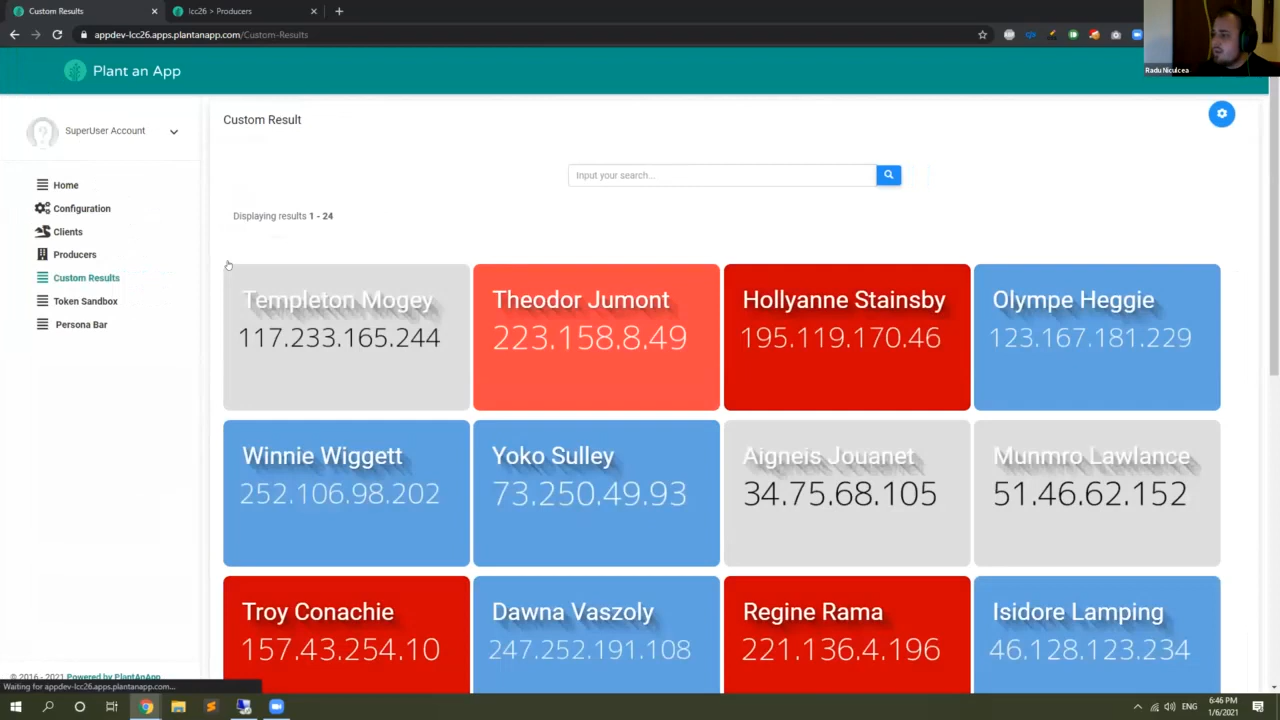 Custom Results
lcc26 > Producers
appdev-lcc26.apps.plantanapp.com/Custom-Results
Radu Niculcea
Plant an App
SuperUser Account
Home
Configuration
Clients
Producers
Custom Results
Token Sandbox
Persona Bar
Custom Result
Input your search...
Displaying results 1 - 24
Templeton Mogey
117.233.165.244
Theodor Jumont
223.158.8.49
Hollyanne Stainsby
195.119.170.46
Olympe Heggie
123.167.181.229
Winnie Wiggett
252.106.98.202
Yoko Sulley
73.250.49.93
Aigneis Jouanet
34.75.68.105
Munmro Lawlance
51.46.62.152
Troy Conachie
157.43.254.10
Dawna Vaszoly
247.252.191.108
Regine Rama
221.136.4.196
Isidore Lamping
46.128.123.234
© 2016 - 2021 Powered by PlantAnApp
Waiting for appdev-lcc26.apps.plantanapp.com...
ENG
6:46 PM
1/6/2021